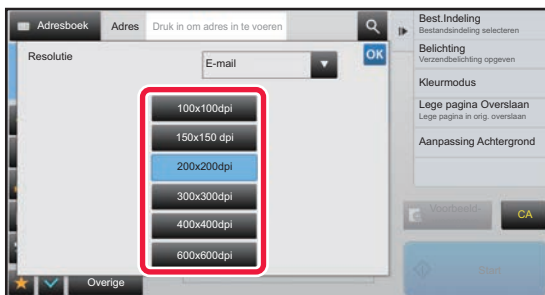 Adresboek Adres Druk in om adres in te voeren
Resolutie
E-mail
OK
100x100dpi
150x150 dpi
200x200dpi
300x300dpi
400x400dpi
600x600dpi
Overige
Best.Indeling
Bestandsindeling selecteren
Belichting
Verzendbelichting opgeven
Kleurmodus
Lege pagina Overslaan
Lege pagina in orig. overslaan
Aanpassing Achtergrond
Voorbeeld
CA
Start